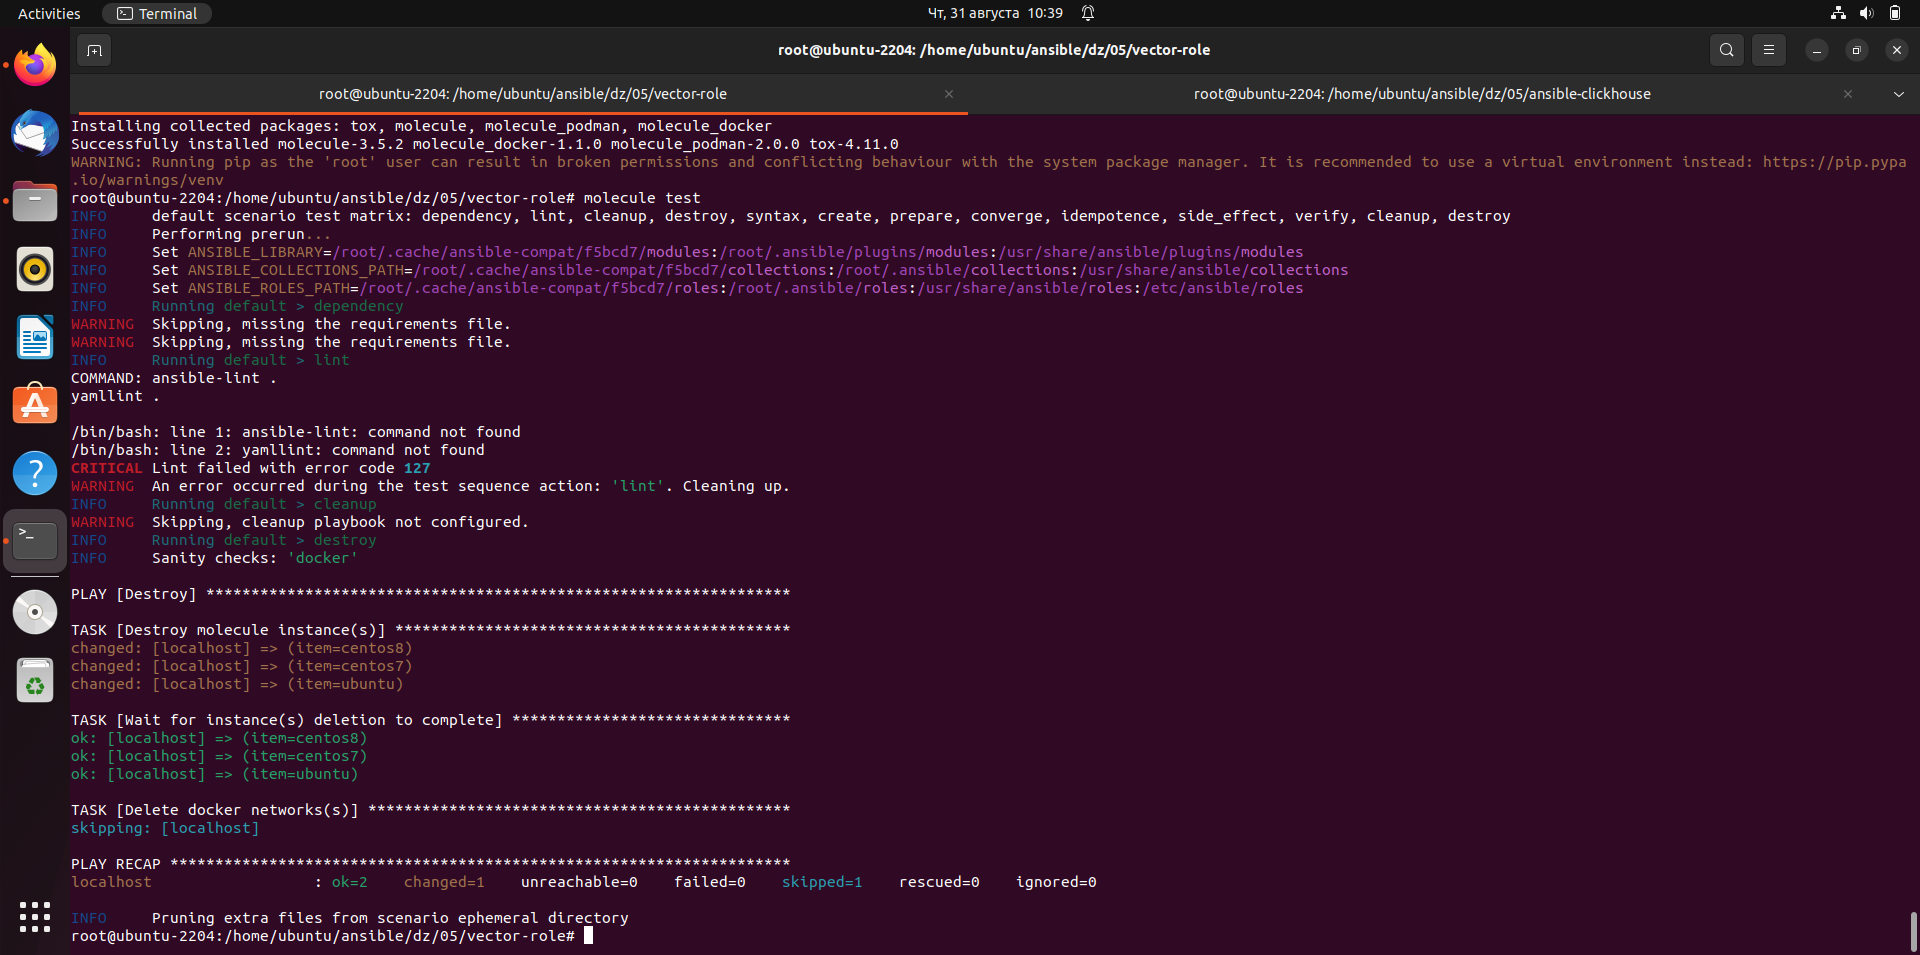 Activities
Terminal
Чт, 31 августа 10:39
root@ubuntu-2204: /home/ubuntu/ansible/dz/05/vector-role
root@ubuntu-2204: /home/ubuntu/ansible/dz/05/vector-role
root@ubuntu-2204: /home/ubuntu/ansible/dz/05/ansible-clickhouse
Installing collected packages: tox, molecule, molecule_podman, molecule_docker
Successfully installed molecule-3.5.2 molecule_docker-1.1.0 molecule_podman-2.0.0 tox-4.11.0
WARNING: Running pip as the 'root' user can result in broken permissions and conflicting behaviour with the system package manager. It is recommended to use a virtual environment instead: https://pip.pypa
.io/warnings/venv
root@ubuntu-2204:/home/ubuntu/ansible/dz/05/vector-role# molecule test
INFO     default scenario test matrix: dependency, lint, cleanup, destroy, syntax, create, prepare, converge, idempotence, side_effect, verify, cleanup, destroy
INFO     Performing prerun...
INFO     Set ANSIBLE_LIBRARY=/root/.cache/ansible-compat/f5bcd7/modules:/root/.ansible/plugins/modules:/usr/share/ansible/plugins/modules
INFO     Set ANSIBLE_COLLECTIONS_PATH=/root/.cache/ansible-compat/f5bcd7/collections:/root/.ansible/collections:/usr/share/ansible/collections
INFO     Set ANSIBLE_ROLES_PATH=/root/.cache/ansible-compat/f5bcd7/roles:/root/.ansible/roles:/usr/share/ansible/roles:/etc/ansible/roles
INFO     Running default > dependency
WARNING  Skipping, missing the requirements file.
WARNING  Skipping, missing the requirements file.
INFO     Running default > lint
COMMAND: ansible-lint .
yamllint .
/bin/bash: line 1: ansible-lint: command not found
/bin/bash: line 2: yamllint: command not found
CRITICAL Lint failed with error code 127
WARNING  An error occurred during the test sequence action: 'lint'. Cleaning up.
INFO     Running default > cleanup
WARNING  Skipping, cleanup playbook not configured.
INFO     Running default > destroy
INFO     Sanity checks: 'docker'
PLAY [Destroy] *****************************************************************
TASK [Destroy molecule instance(s)] ********************************************
changed: [localhost] => (item=centos8)
changed: [localhost] => (item=centos7)
changed: [localhost] => (item=ubuntu)
TASK [Wait for instance(s) deletion to complete] *******************************
ok: [localhost] => (item=centos8)
ok: [localhost] => (item=centos7)
ok: [localhost] => (item=ubuntu)
TASK [Delete docker networks(s)] ***********************************************
skipping: [localhost]
PLAY RECAP *********************************************************************
localhost                  : ok=2    changed=1    unreachable=0    failed=0    skipped=1    rescued=0    ignored=0
INFO     Pruning extra files from scenario ephemeral directory
root@ubuntu-2204:/home/ubuntu/ansible/dz/05/vector-role#